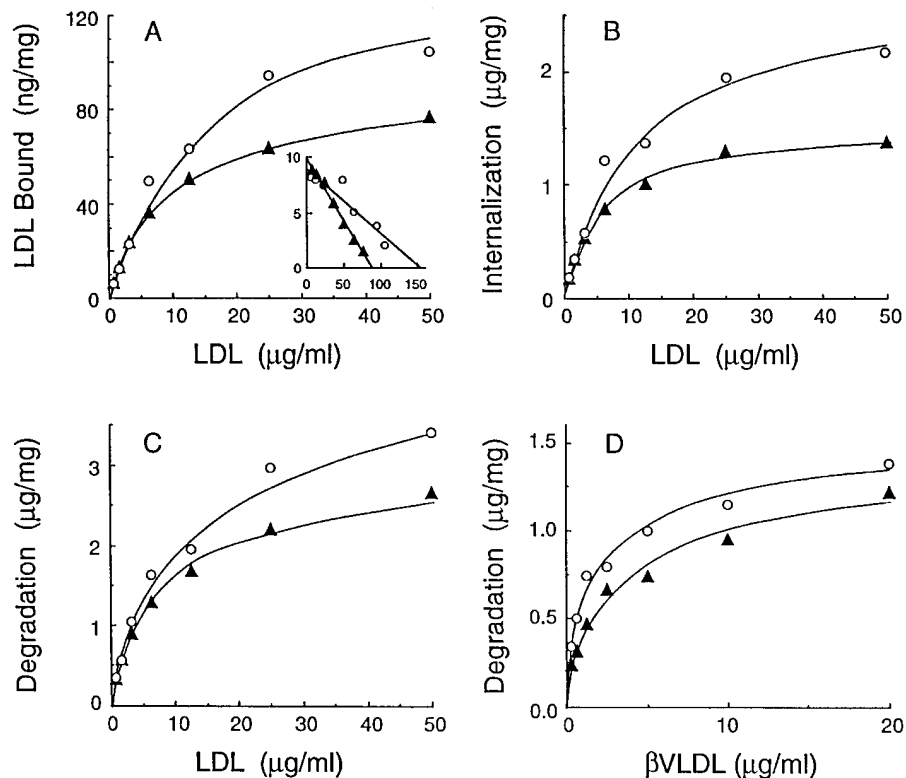 A
LDL Bound (ng/mg)
120
80
40
0
10
5
0
0 50 100 150
0 10 20 30 40 50
LDL (µg/ml)
B
Internalization (µg/mg)
2
1
0
0 10 20 30 40 50
LDL (µg/ml)
C
Degradation (µg/mg)
3
2
1
0
0 10 20 30 40 50
LDL (µg/ml)
D
Degradation (µg/mg)
1.5
1.0
0.5
0.0
0 10 20
βVLDL (µg/ml)